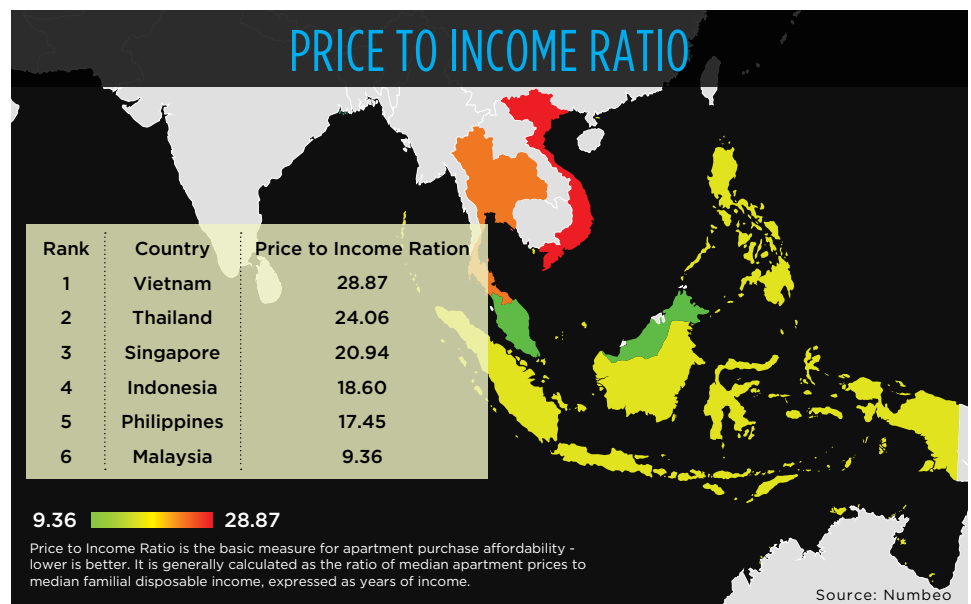 PRICE TO INCOME RATIO
Rank Country Price to Income Ration
1 Vietnam 28.87
2 Thailand 24.06
3 Singapore 20.94
4 Indonesia 18.60
5 Philippines 17.45
6 Malaysia 9.36
9.36 28.87
Price to Income Ratio is the basic measure for apartment purchase affordability -
lower is better. It is generally calculated as the ratio of median apartment prices to
median familial disposable income, expressed as years of income.
Source: Numbeo